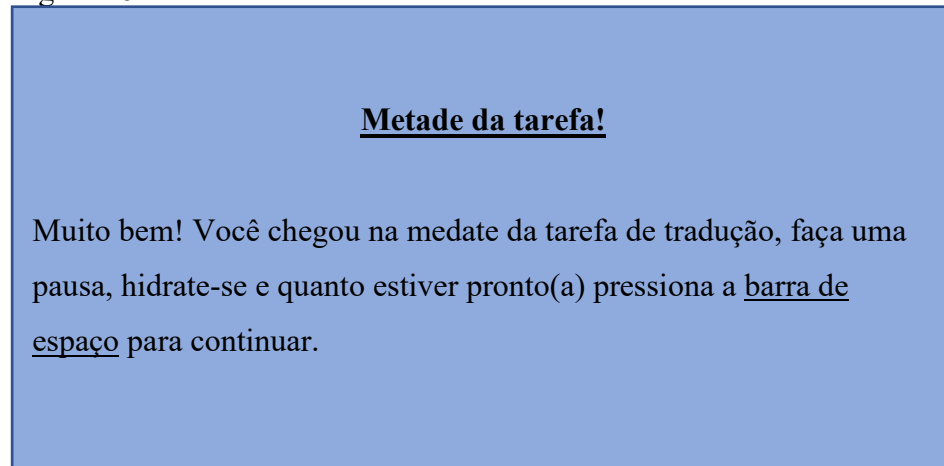 Metade da tarefa!
Muito bem! Você chegou na medate da tarefa de tradução, faça uma
pausa, hidrate-se e quanto estiver pronto(a) pressiona a barra de
espaço para continuar.